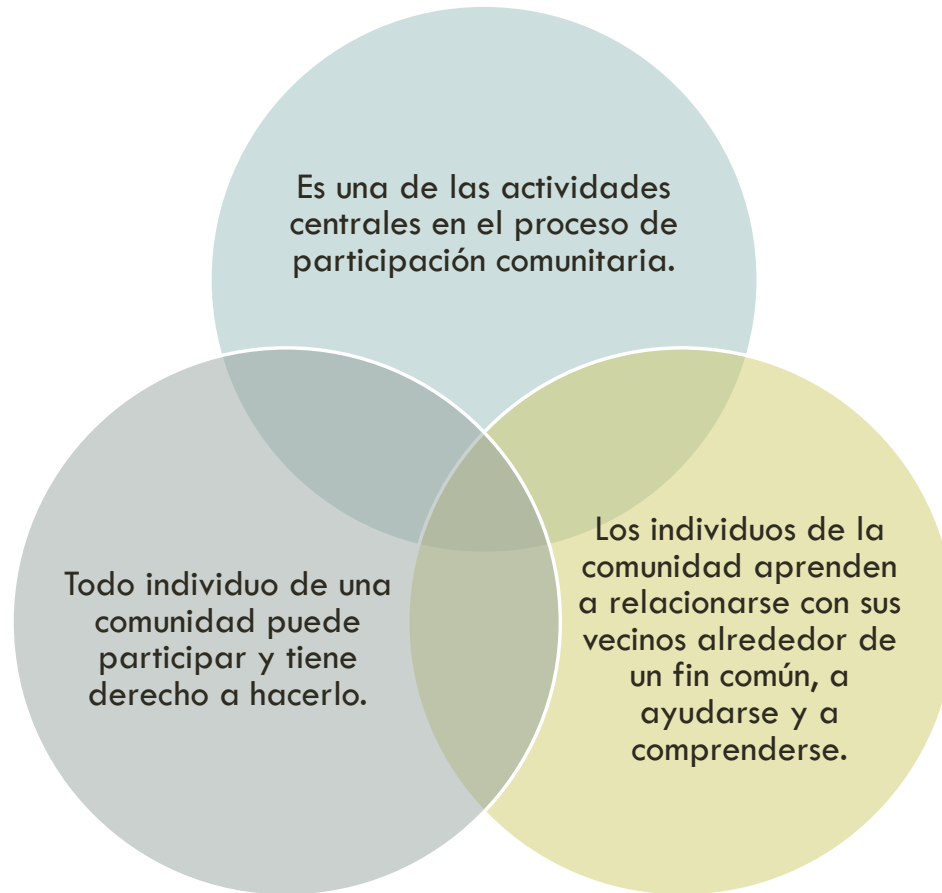 Es una de las actividades
centrales en el proceso de
participación comunitaria.
Todo individuo de una
comunidad puede
participar y tiene
derecho a hacerlo.
Los individuos de la
comunidad aprenden
a relacionarse con sus
vecinos alrededor de
un fin común, a
ayudarse y a
comprenderse.